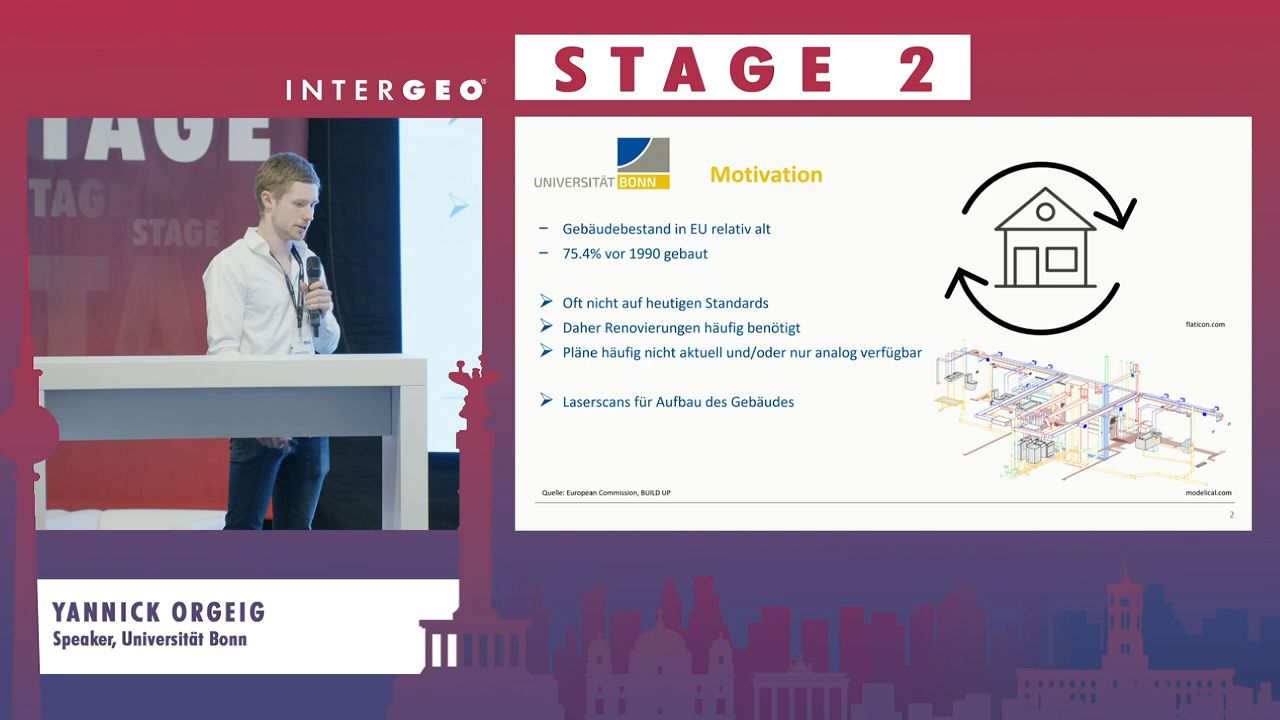 INTERGEO®
STAGE 2
TAGE
TAG
STAGE
TA
UNIVERSITÄT BONN
Motivation
– Gebäudebestand in EU relativ alt
– 75.4% vor 1990 gebaut
➢ Oft nicht auf heutigen Standards
➢ Daher Renovierungen häufig benötigt
➢ Pläne häufig nicht aktuell und/oder nur analog verfügbar
➢ Laserscans für Aufbau des Gebäudes
flaticon.com
Quelle: European Commission, BUILD UP
modelical.com
2
YANNICK ORGEIG
Speaker, Universität Bonn